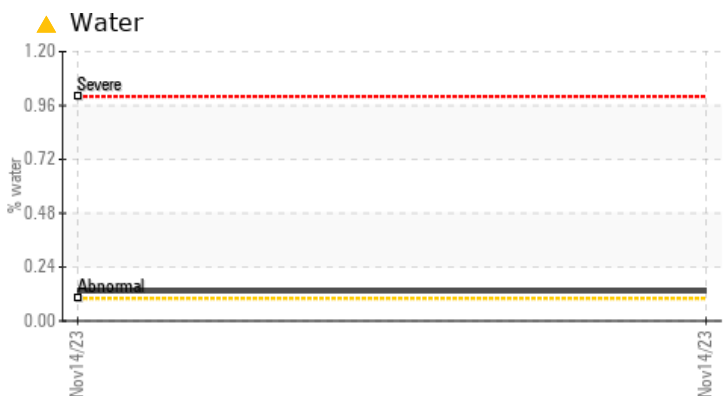 Water
1.20
Severe
0.96
0.72
% water
0.48
0.24
Abnormal
0.00
Nov14/23
Nov14/23